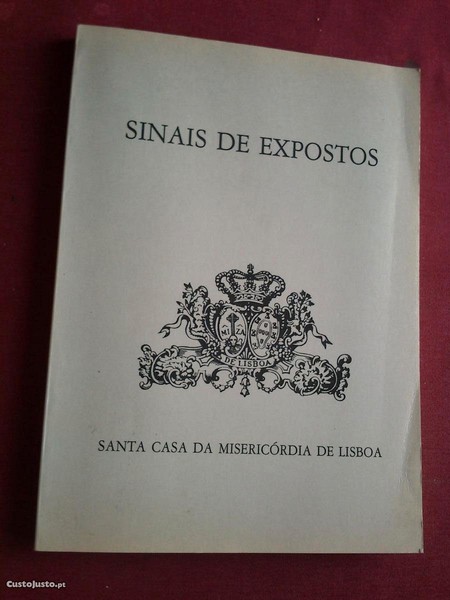 SINAIS DE EXPOSTOS
DE LISBOA
SANTA CASA DA MISERICÓRDIA DE LISBOA
CustoJusto.pt